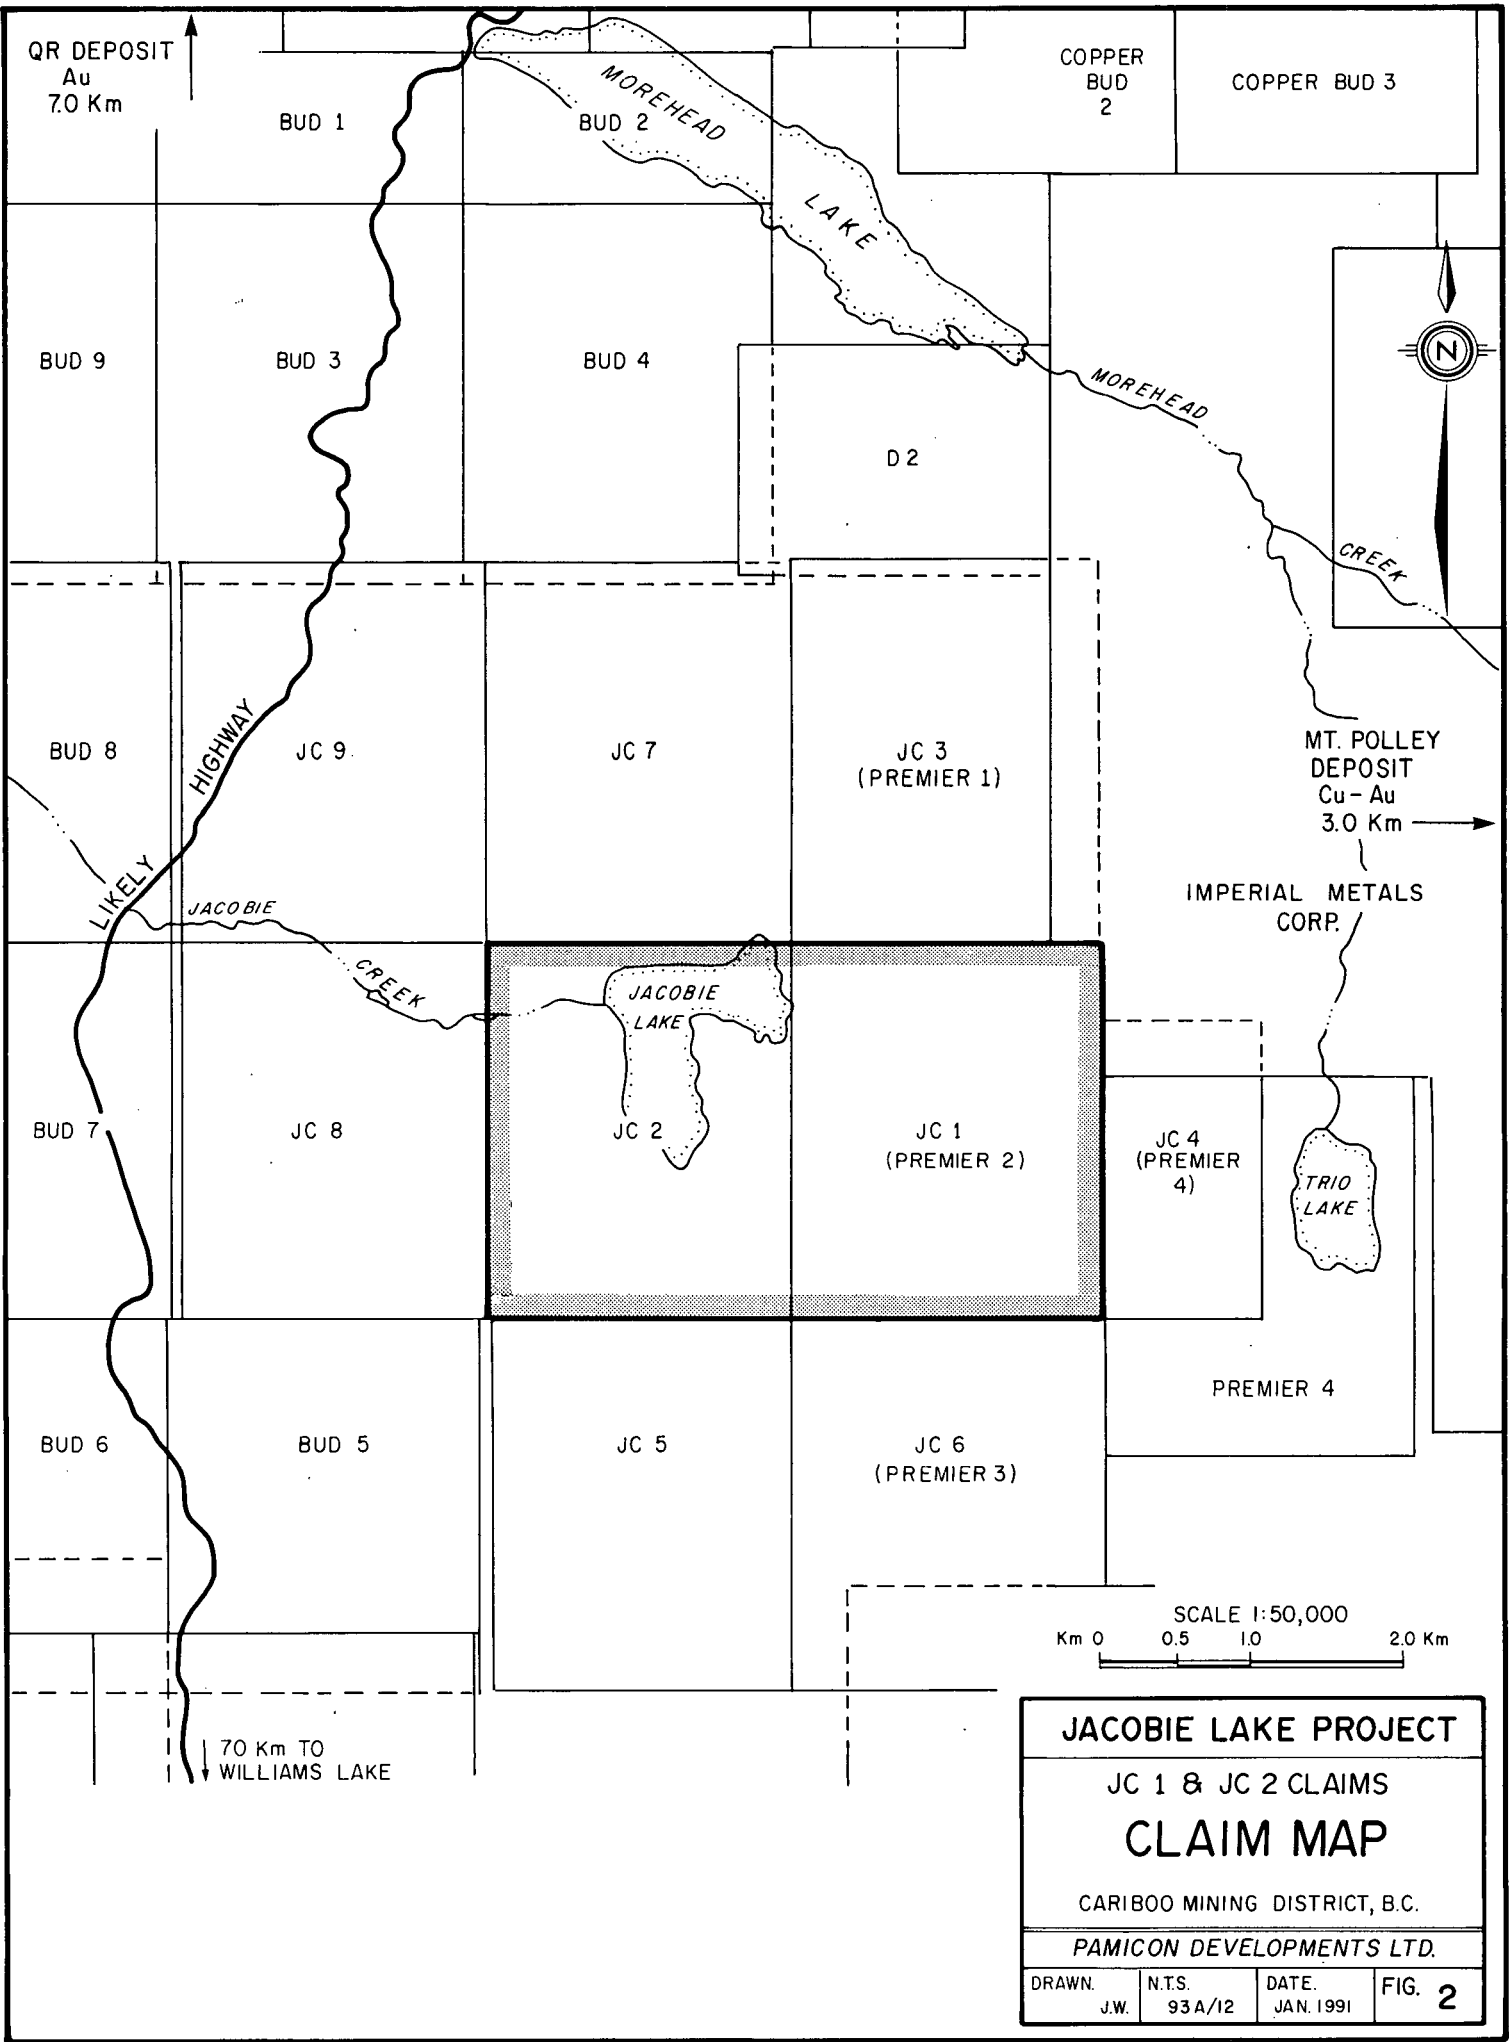 QR DEPOSIT
Au
7.0 Km
BUD 1
BUD 2
MOREHEAD
LAKE
COPPER
BUD
2
COPPER BUD 3
BUD 9
BUD 3
BUD 4
D 2
N
MOREHEAD
CREEK
BUD 8
HIGHWAY
LIKELY
JC 9
JC 7
JC 3
(PREMIER 1)
MT. POLLEY
DEPOSIT
Cu - Au
3.0 Km
IMPERIAL METALS
CORP.
JACOBIE
CREEK
JACOBIE
LAKE
BUD 7
JC 8
JC 2
JC 1
(PREMIER 2)
JC 4
(PREMIER
4)
TRIO
LAKE
PREMIER 4
BUD 6
BUD 5
JC 5
JC 6
(PREMIER 3)
SCALE 1:50,000
Km 0 0.5 1.0 2.0 Km
70 Km TO
WILLIAMS LAKE
JACOBIE LAKE PROJECT
JC 1 & JC 2 CLAIMS
CLAIM MAP
CARIBOO MINING DISTRICT, B.C.
PAMICON DEVELOPMENTS LTD.
DRAWN. J.W.
N.T.S. 93 A/12
DATE. JAN. 1991
FIG. 2